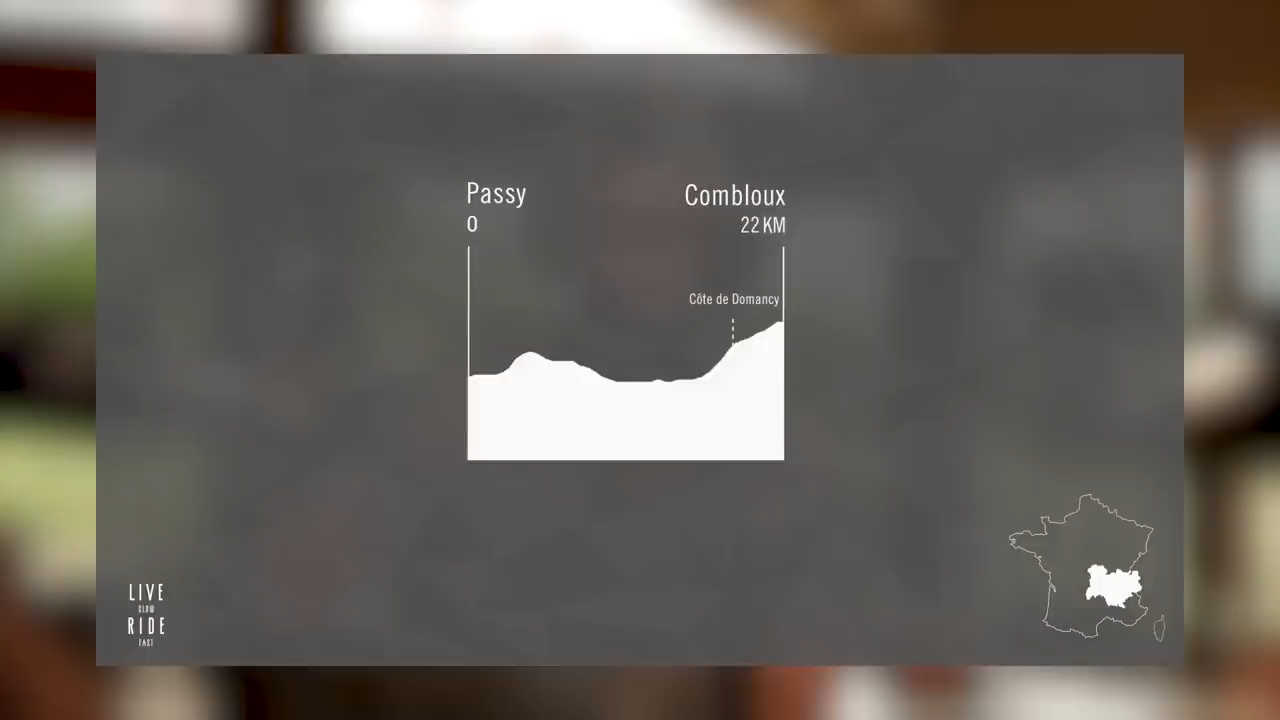 Passy
0
Combloux
22 KM
Côte de Domancy
LIVE
SLOW
RIDE
FAST